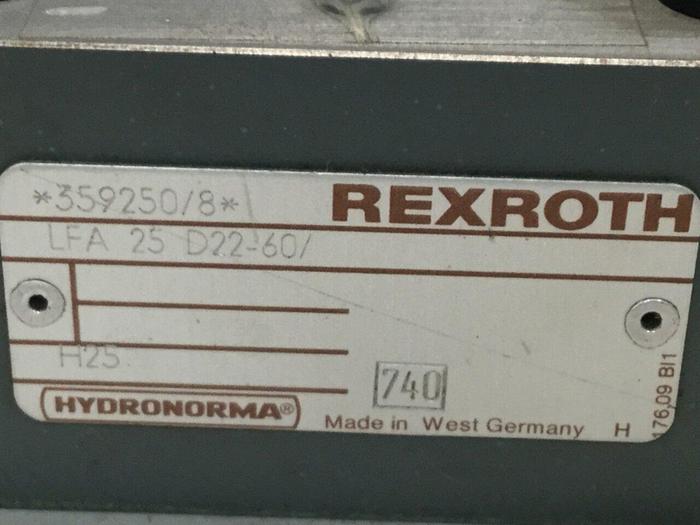 *359250/8* REXROTH
LFA 25 D22-60/
H25
740
HYDRONORMA®
Made in West Germany H
176,09 BI1